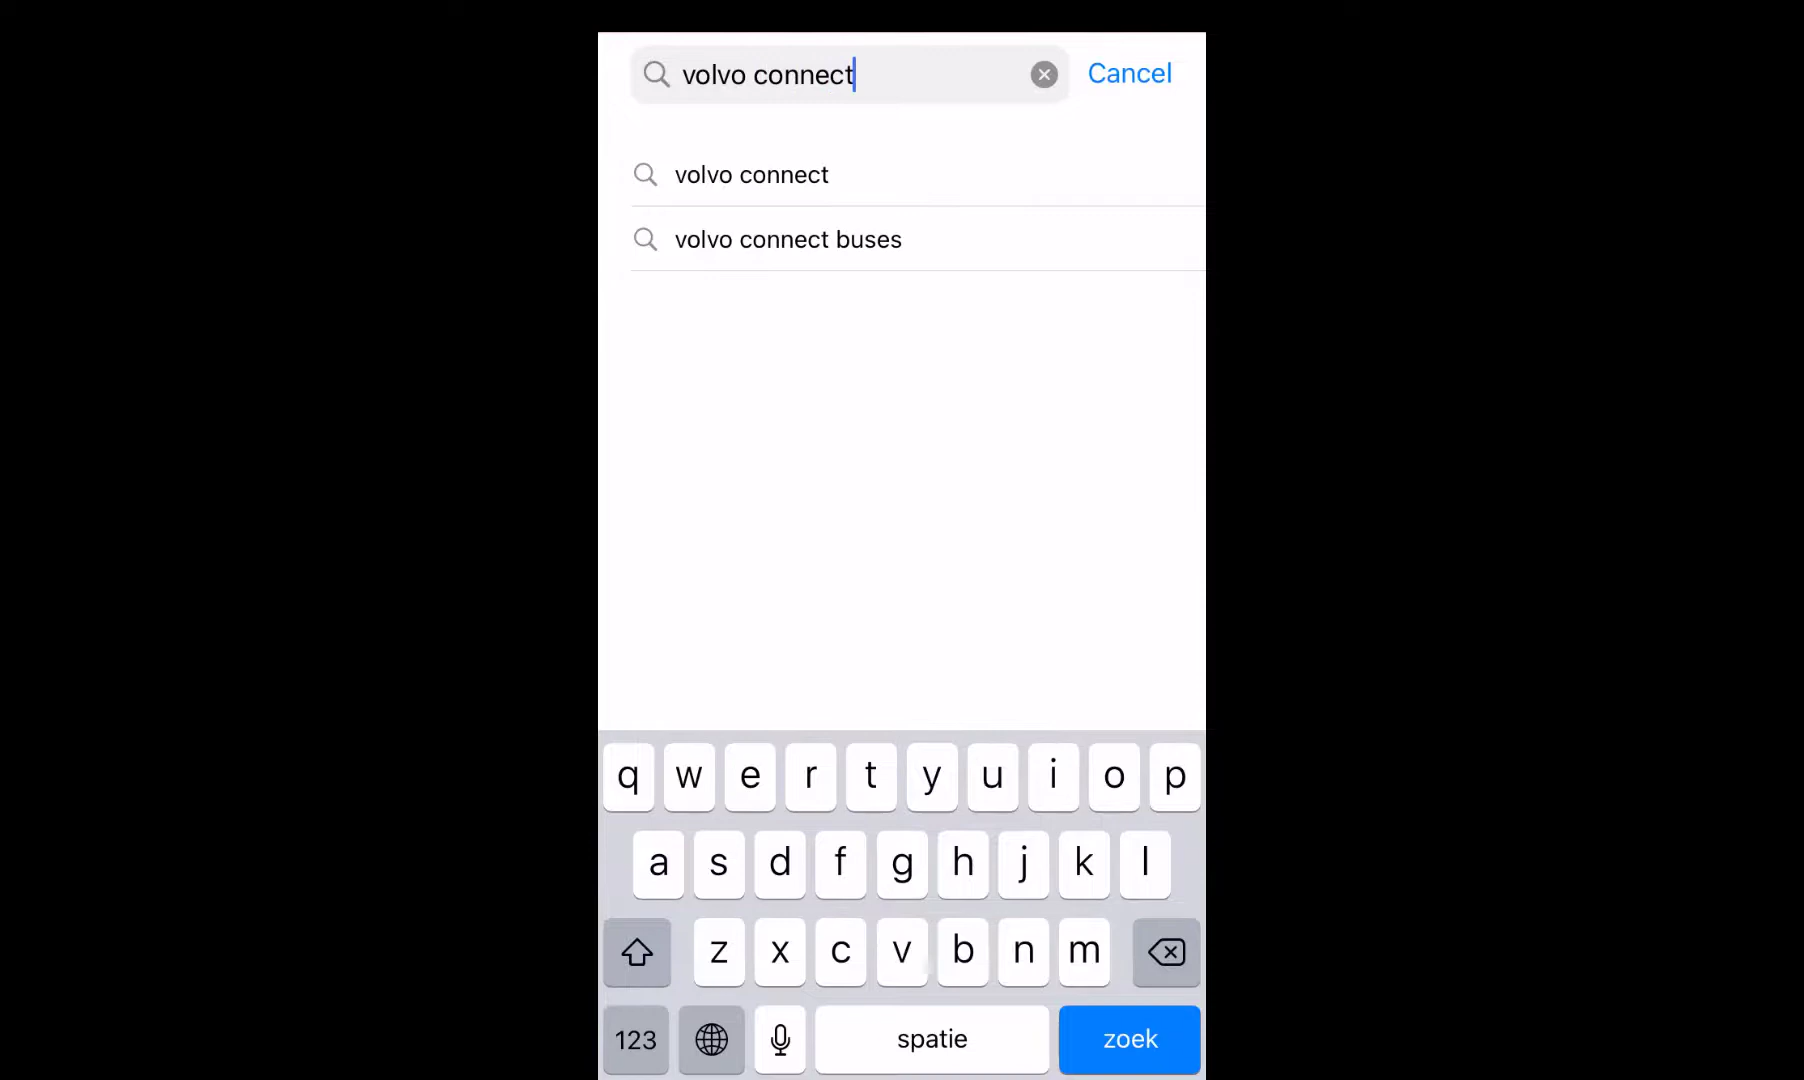 volvo connect Cancel
volvo connect
volvo connect buses
q w e r t y u i o p
a s d f g h j k l
z x c v b n m
123 spatie zoek